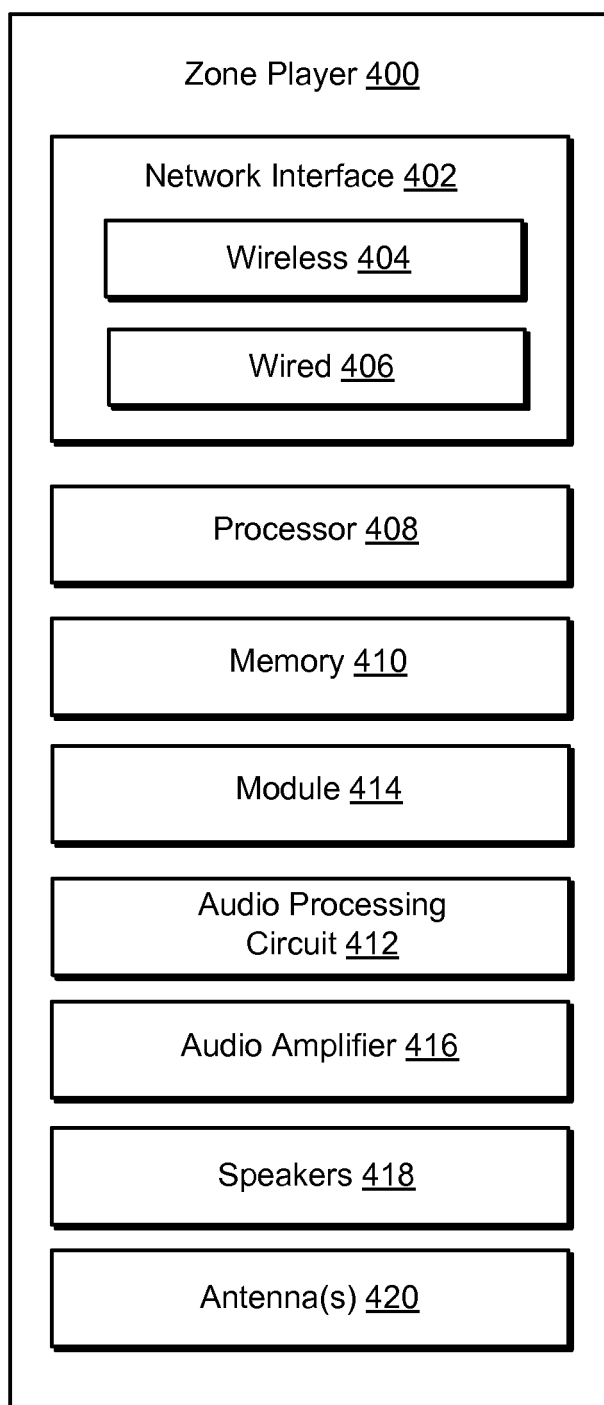 Zone Player 400
Network Interface 402
Wireless 404
Wired 406
Processor 408
Memory 410
Module 414
Audio Processing
Circuit 412
Audio Amplifier 416
Speakers 418
Antenna(s) 420